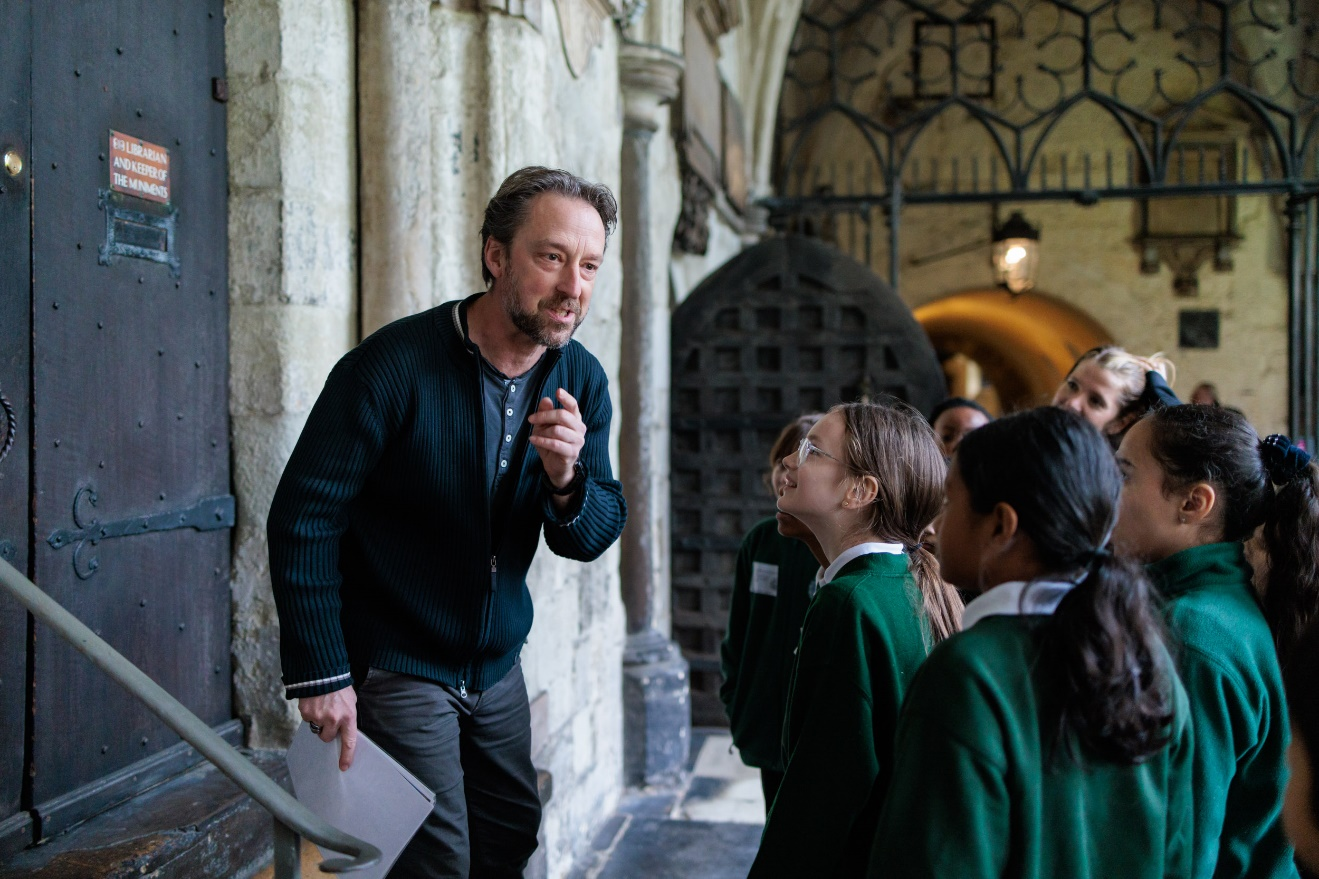 LIBRARIAN
AND KEEPER OF
THE MUNIMENTS